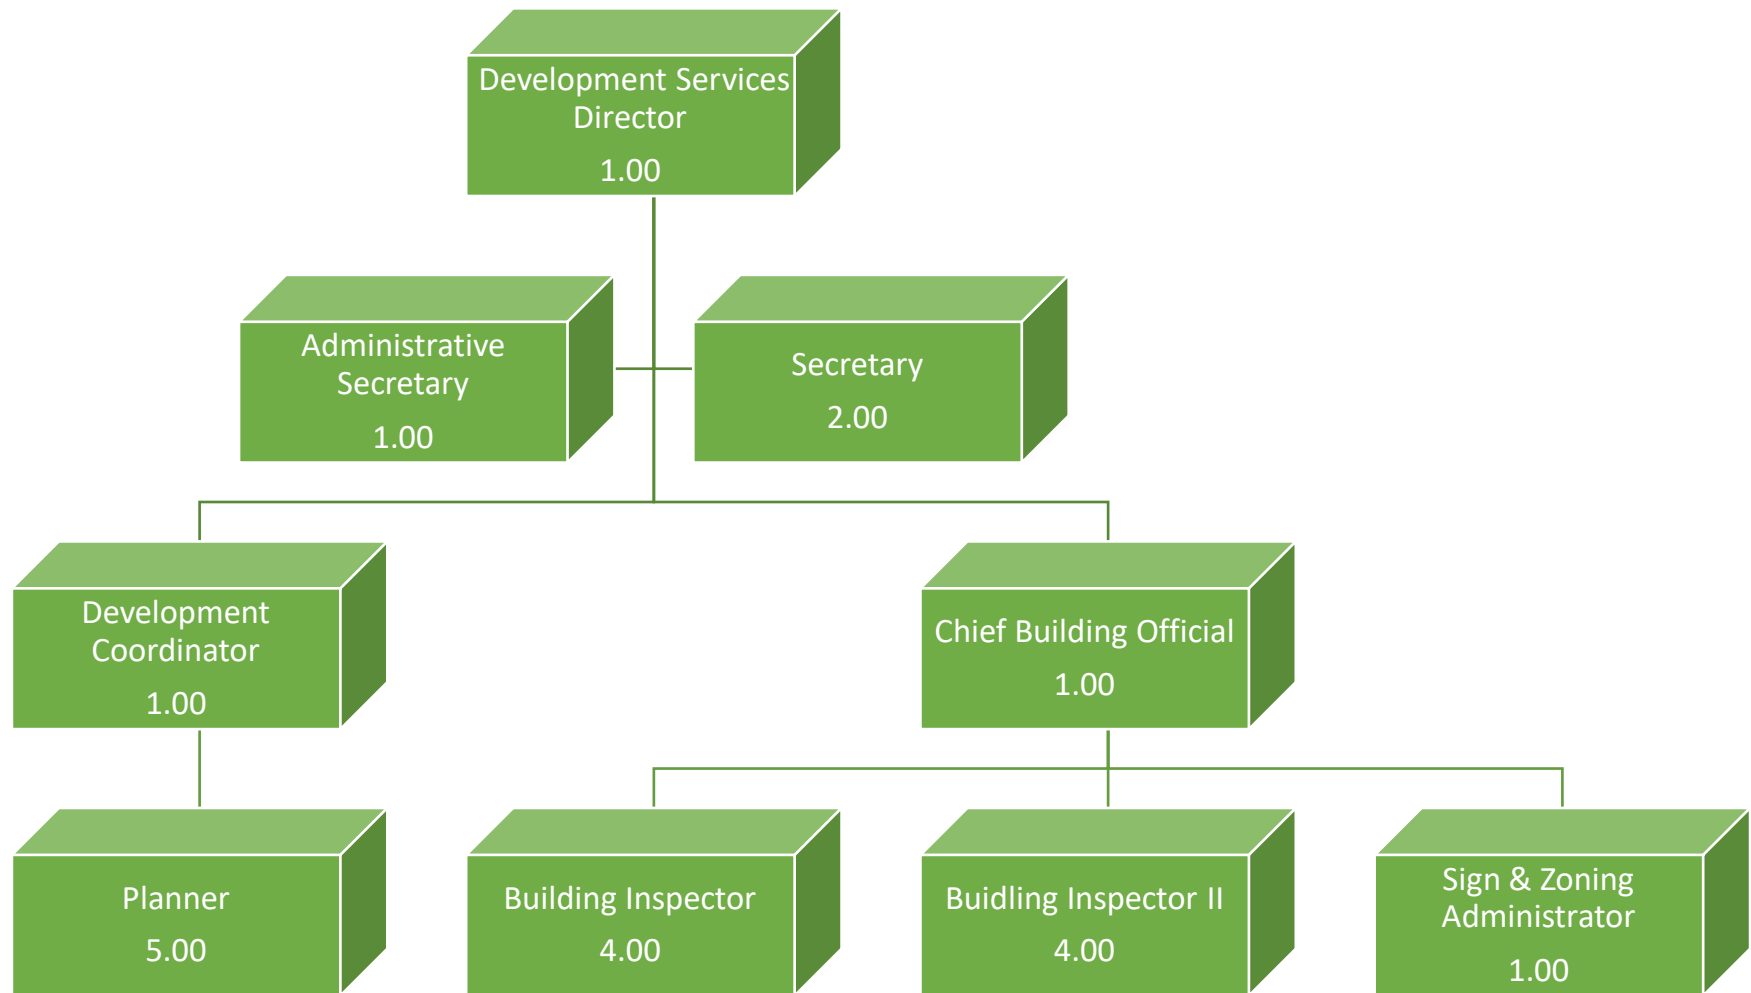 Development Services
Director
1.00
Administrative
Secretary
1.00
Secretary
2.00
Development
Coordinator
1.00
Chief Building Official
1.00
Planner
5.00
Building Inspector
4.00
Buidling Inspector II
4.00
Sign & Zoning
Administrator
1.00